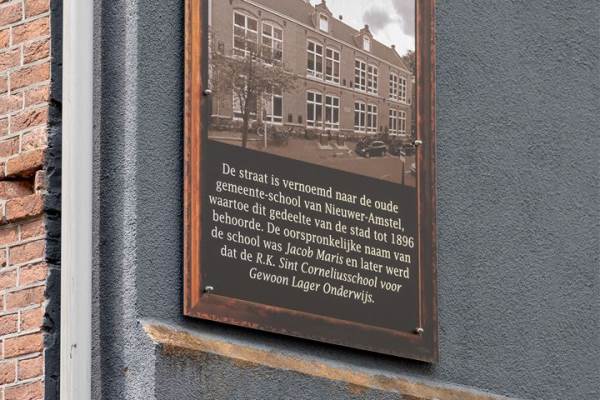 De straat is vernoemd naar de oude
gemeente-school van Nieuwer-Amstel,
waartoe dit gedeelte van de stad tot 1896
behoorde. De oorspronkelijke naam van
de school was Jacob Maris en later werd
dat de R.K. Sint Corneliusschool voor
Gewoon Lager Onderwijs.